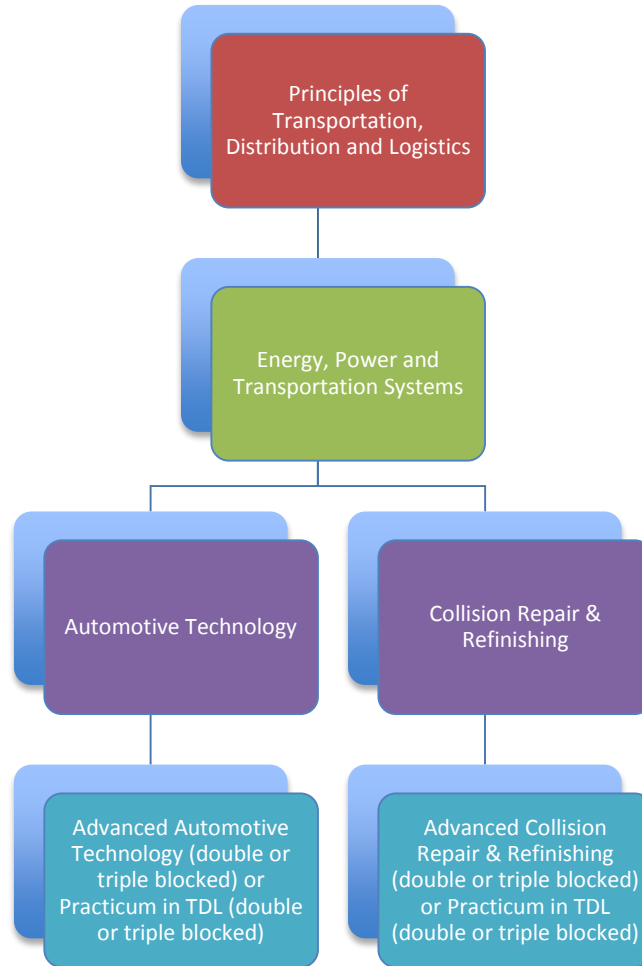 Principles of
Transportation,
Distribution and Logistics
Energy, Power and
Transportation Systems
Automotive Technology
Collision Repair &
Refinishing
Advanced Automotive
Technology (double or
triple blocked) or
Practicum in TDL (double
or triple blocked)
Advanced Collision
Repair & Refinishing
(double or triple blocked)
or Practicum in TDL
(double or triple blocked)